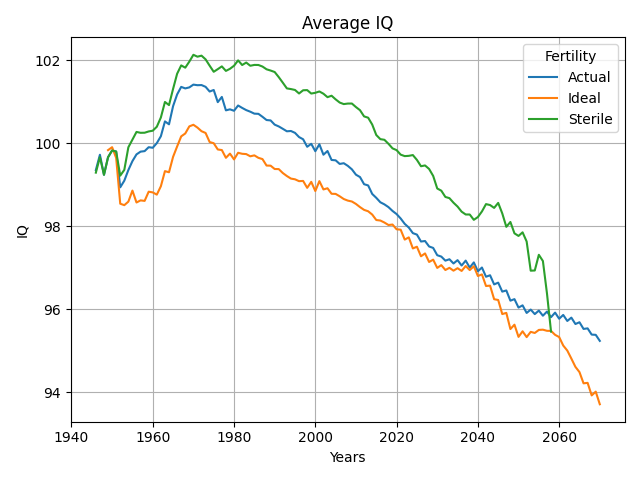 Average IQ
Fertility
Actual
Ideal
Sterile
102
100
98
96
94
IQ
1940
1960
1980
2000
2020
2040
2060
Years